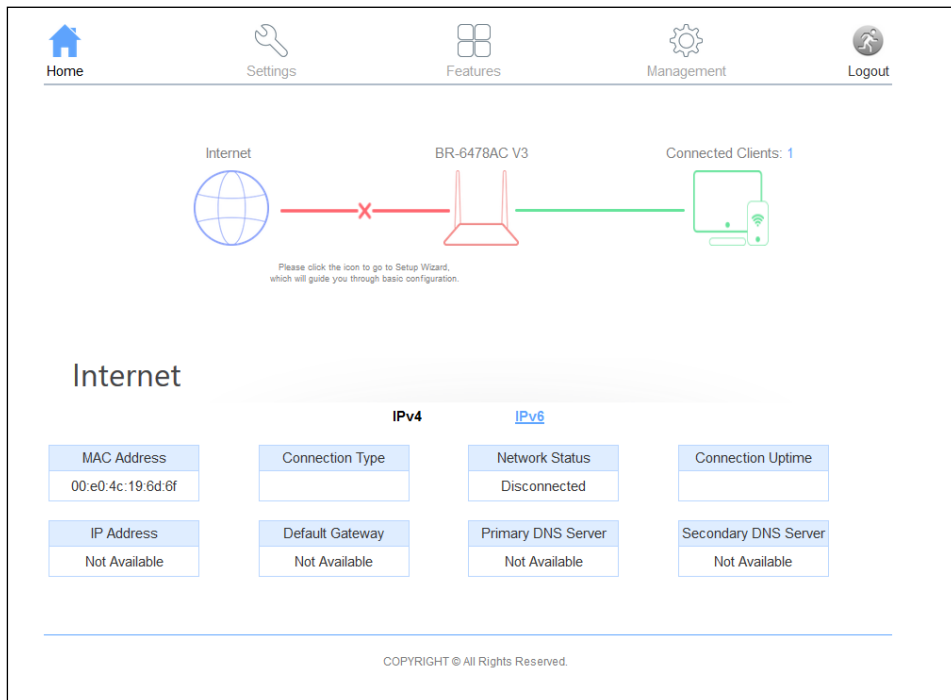 Home
Settings
Features
Management
Logout
Internet
BR-6478AC V3
Connected Clients: 1
Please click the icon to go to Setup Wizard,
which will guide you through basic configuration.
Internet
IPv4
IPv6
MAC Address
Connection Type
Network Status
Connection Uptime
00:e0:4c:19:6d:6f
Disconnected
IP Address
Default Gateway
Primary DNS Server
Secondary DNS Server
Not Available
Not Available
Not Available
Not Available
COPYRIGHT © All Rights Reserved.